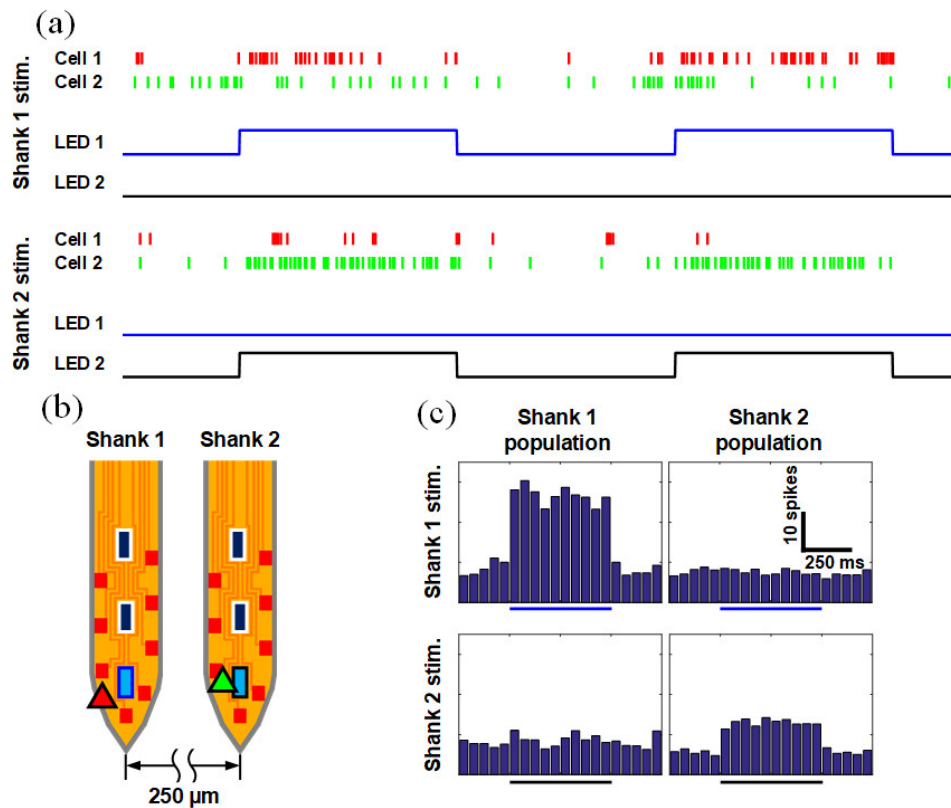 (a)
Shank 1 stim.
Cell 1
Cell 2
LED 1
LED 2
Shank 2 stim.
Cell 1
Cell 2
LED 1
LED 2
(b)
Shank 1
Shank 2
250 µm
(c)
Shank 1
population
Shank 2
population
Shank 1 stim.
10 spikes
250 ms
Shank 2 stim.